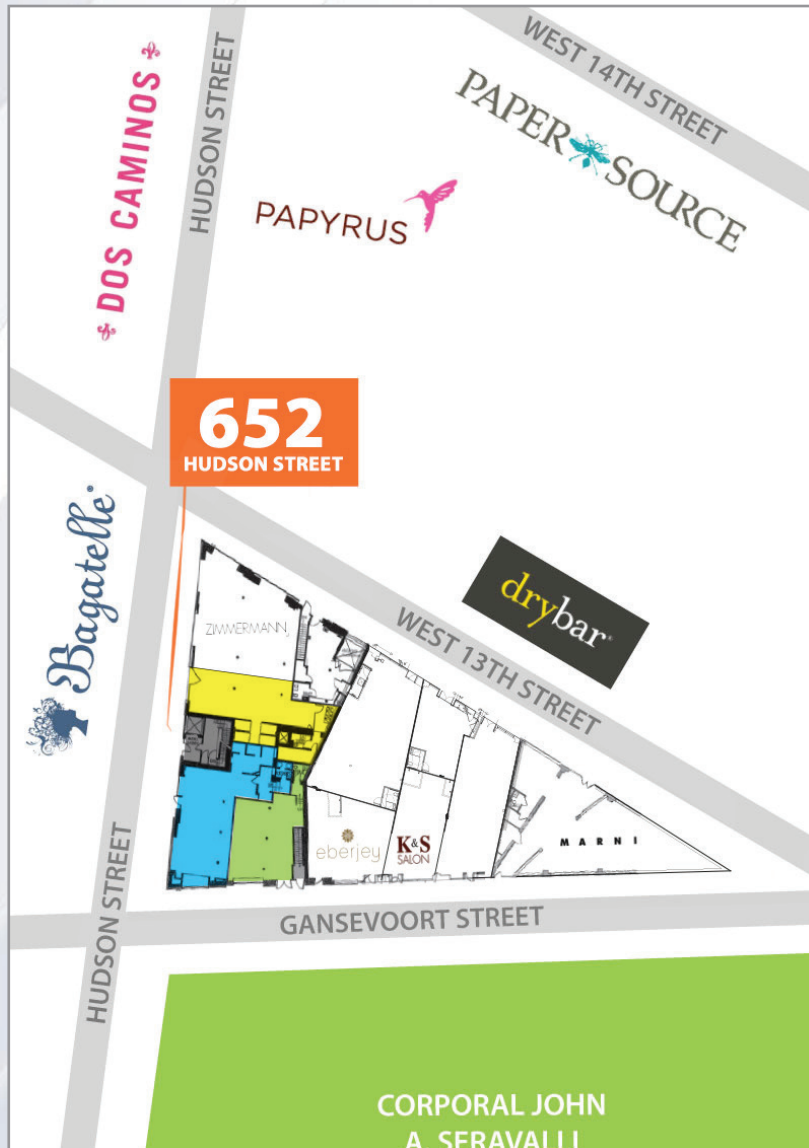 WEST 14TH STREET
HUDSON STREET
DOS CAMINOS
PAPER SOURCE
PAPYRUS
652
HUDSON STREET
Bagatelle
drybar
ZIMMERMANN
WEST 13TH STREET
eberjey
K&S
SALON
MARNI
GANSEVOORT STREET
HUDSON STREET
CORPORAL JOHN
A. SERAVALLI